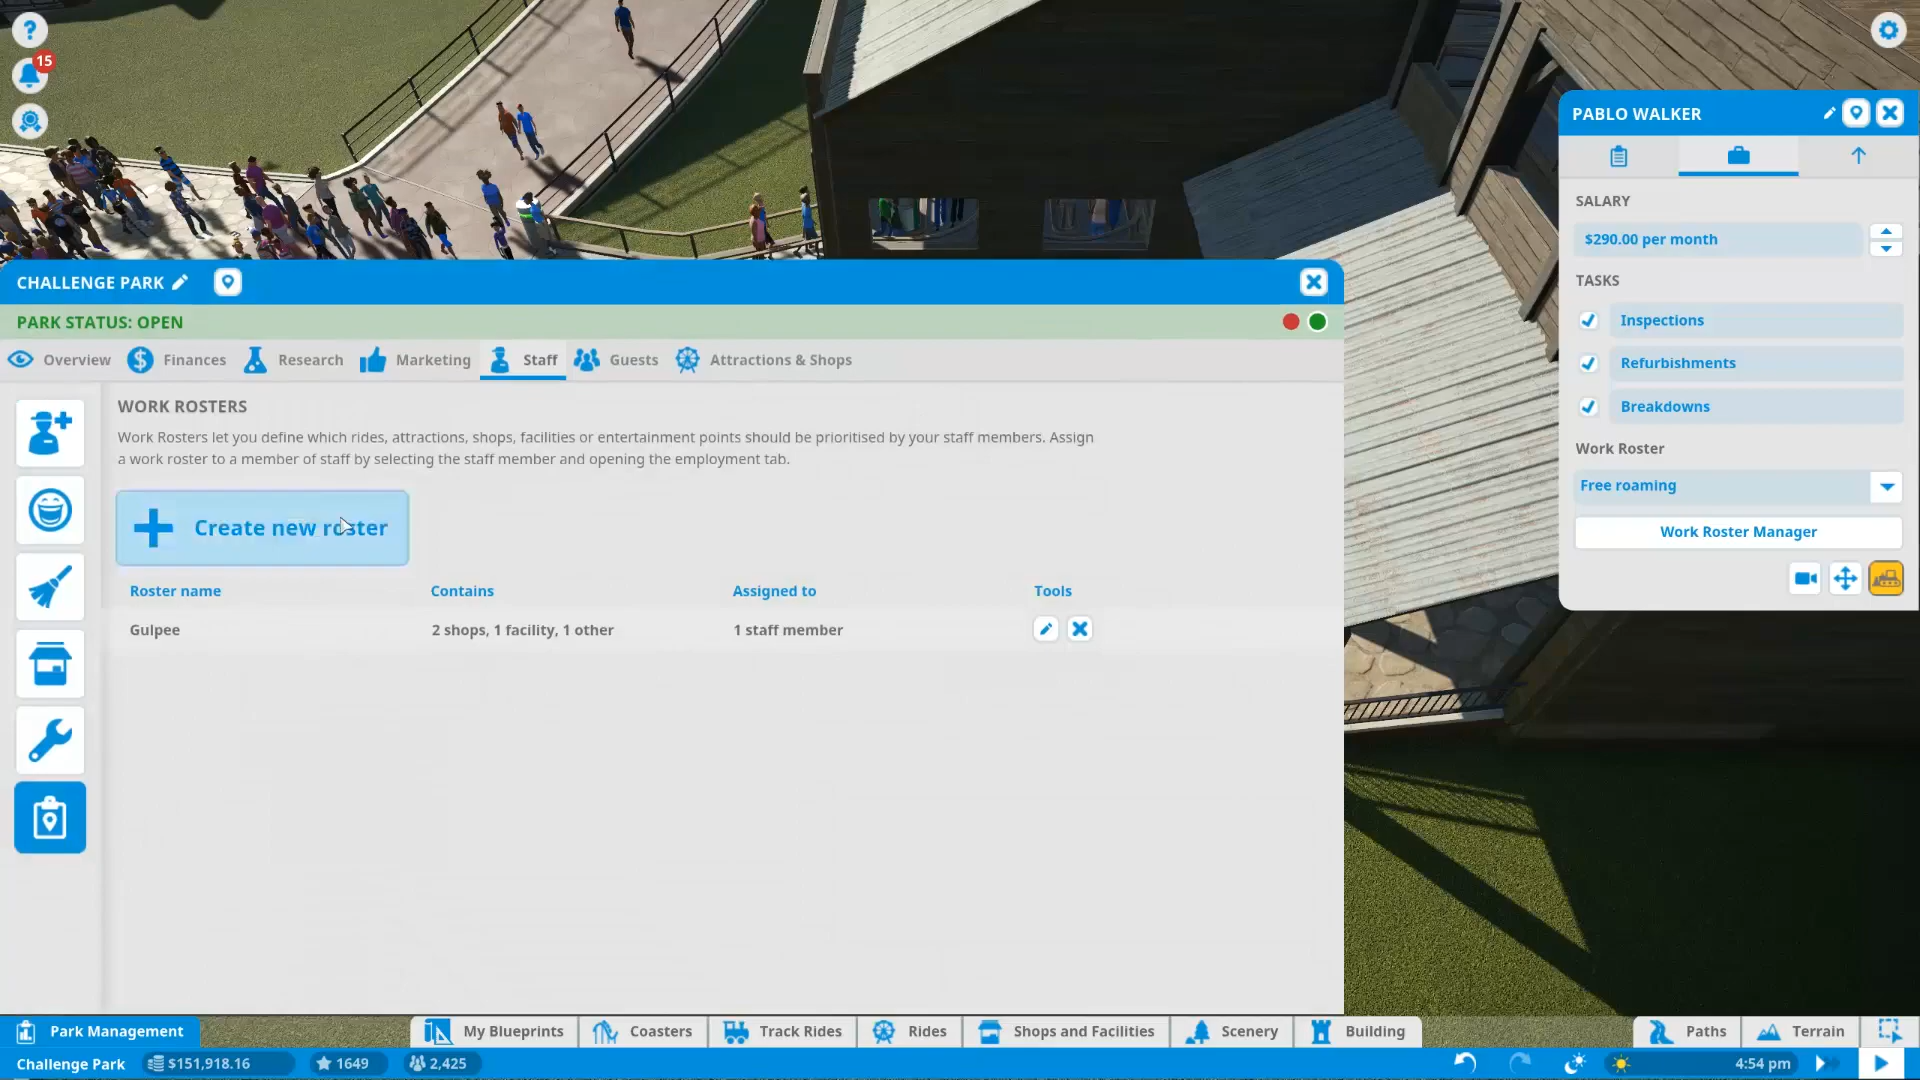 ?
15
PABLO WALKER
SALARY
$290.00 per month
TASKS
Inspections
Refurbishments
Breakdowns
Work Roster
Free roaming
Work Roster Manager
CHALLENGE PARK
PARK STATUS: OPEN
Overview
Finances
Research
Marketing
Staff
Guests
Attractions & Shops
WORK ROSTERS
Work Rosters let you define which rides, attractions, shops, facilities or entertainment points should be prioritised by your staff members. Assign
a work roster to a member of staff by selecting the staff member and opening the employment tab.
Create new roster
Roster name Contains Assigned to Tools
Gulpee 2 shops, 1 facility, 1 other 1 staff member
Park Management
My Blueprints
Coasters
Track Rides
Rides
Shops and Facilities
Scenery
Building
Paths
Terrain
Challenge Park
$151,918.16
1649
2,425
4:54 pm